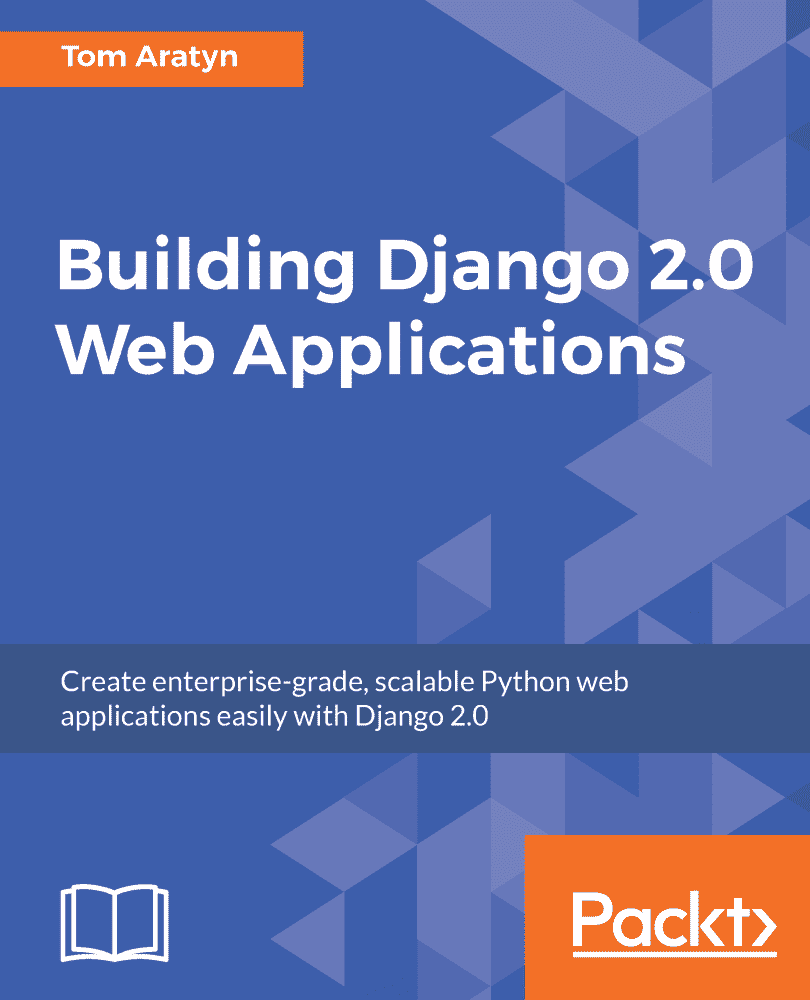 Tom Aratyn
Building Django 2.0
Web Applications
Create enterprise-grade, scalable Python web
applications easily with Django 2.0
Packt>